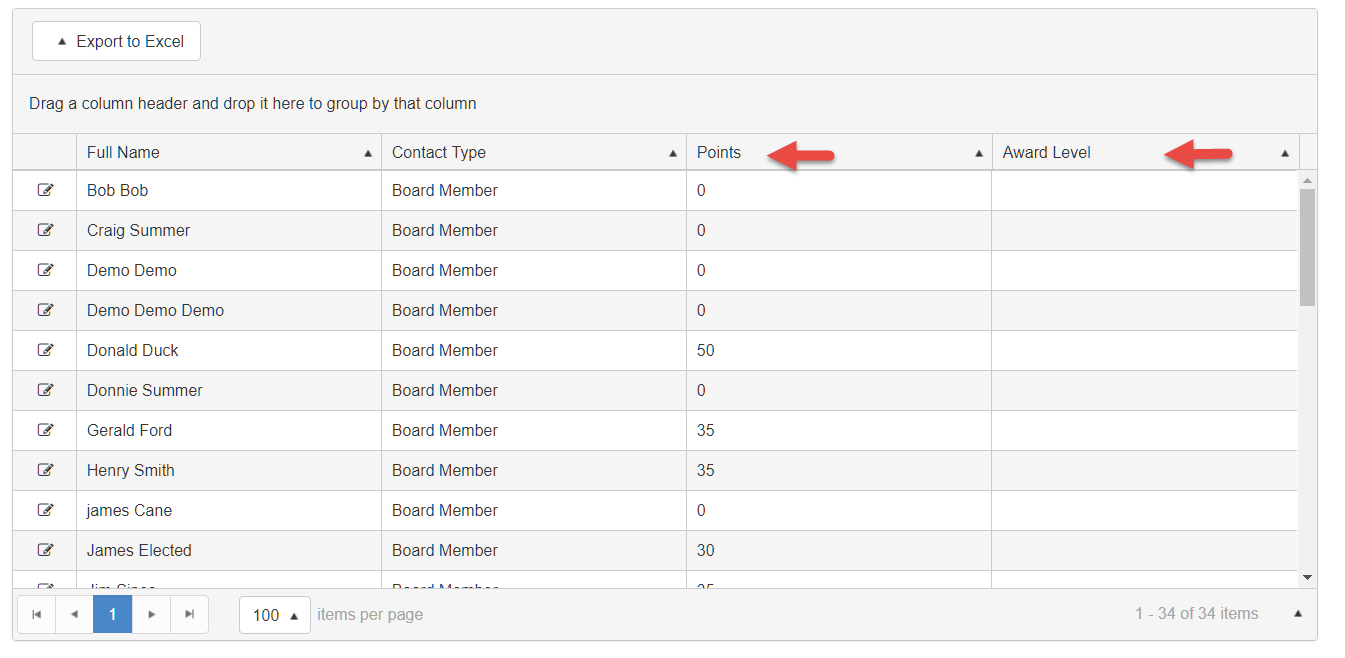 Export to Excel
Drag a column header and drop it here to group by that column
Full Name Contact Type Points Award Level
Bob Bob Board Member 0
Craig Summer Board Member 0
Demo Demo Board Member 0
Demo Demo Demo Board Member 0
Donald Duck Board Member 50
Donnie Summer Board Member 0
Gerald Ford Board Member 35
Henry Smith Board Member 35
james Cane Board Member 0
James Elected Board Member 30
Board Member
1 100 items per page 1 - 34 of 34 items